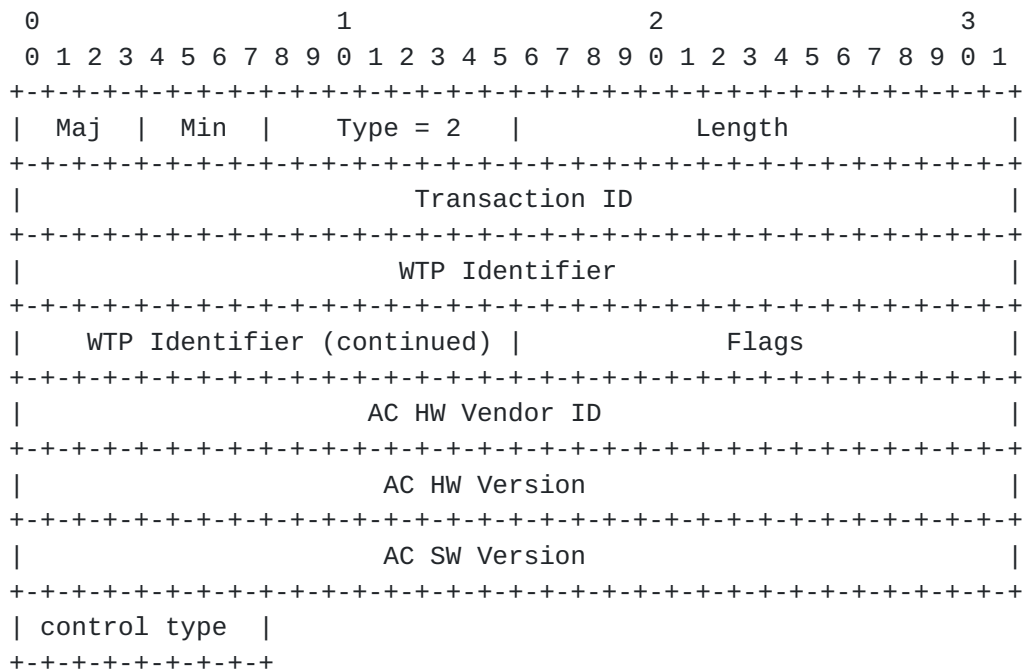 0                   1                   2                   3
 0 1 2 3 4 5 6 7 8 9 0 1 2 3 4 5 6 7 8 9 0 1 2 3 4 5 6 7 8 9 0 1
+-+-+-+-+-+-+-+-+-+-+-+-+-+-+-+-+-+-+-+-+-+-+-+-+-+-+-+-+-+-+-+-+
|  Maj  |  Min  |    Type = 2   |           Length              |
+-+-+-+-+-+-+-+-+-+-+-+-+-+-+-+-+-+-+-+-+-+-+-+-+-+-+-+-+-+-+-+-+
|                         Transaction ID                        |
+-+-+-+-+-+-+-+-+-+-+-+-+-+-+-+-+-+-+-+-+-+-+-+-+-+-+-+-+-+-+-+-+
|                        WTP Identifier                         |
+-+-+-+-+-+-+-+-+-+-+-+-+-+-+-+-+-+-+-+-+-+-+-+-+-+-+-+-+-+-+-+-+
|    WTP Identifier (continued) |             Flags             |
+-+-+-+-+-+-+-+-+-+-+-+-+-+-+-+-+-+-+-+-+-+-+-+-+-+-+-+-+-+-+-+-+
|                      AC HW Vendor ID                          |
+-+-+-+-+-+-+-+-+-+-+-+-+-+-+-+-+-+-+-+-+-+-+-+-+-+-+-+-+-+-+-+-+
|                       AC HW Version                           |
+-+-+-+-+-+-+-+-+-+-+-+-+-+-+-+-+-+-+-+-+-+-+-+-+-+-+-+-+-+-+-+-+
|                       AC SW Version                           |
+-+-+-+-+-+-+-+-+-+-+-+-+-+-+-+-+-+-+-+-+-+-+-+-+-+-+-+-+-+-+-+-+
| control type  |
+-+-+-+-+-+-+-+-+